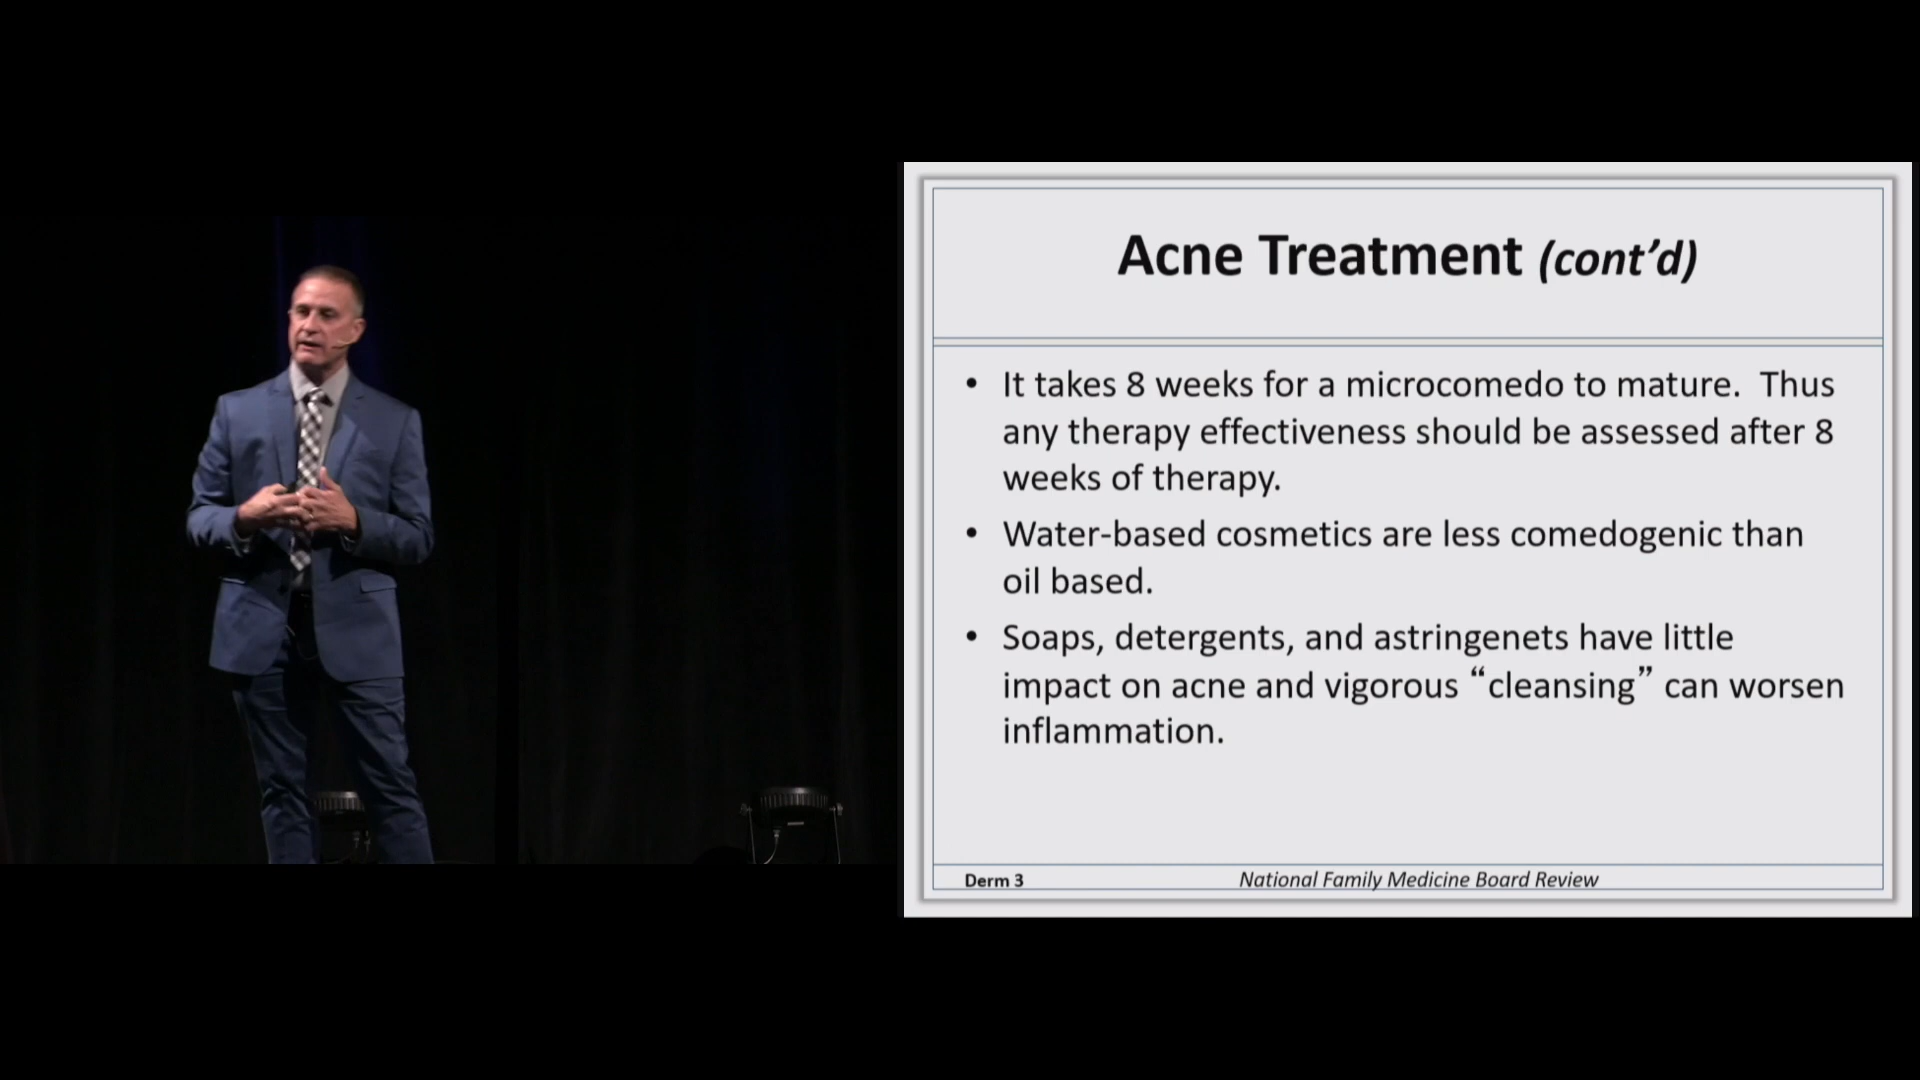 Acne Treatment (cont’d)
• It takes 8 weeks for a microcomedo to mature.  Thus
any therapy effectiveness should be assessed after 8
weeks of therapy.
• Water-based cosmetics are less comedogenic than
oil based.
• Soaps, detergents, and astringenets have little
impact on acne and vigorous “cleansing” can worsen
inflammation.
Derm 3
National Family Medicine Board Review